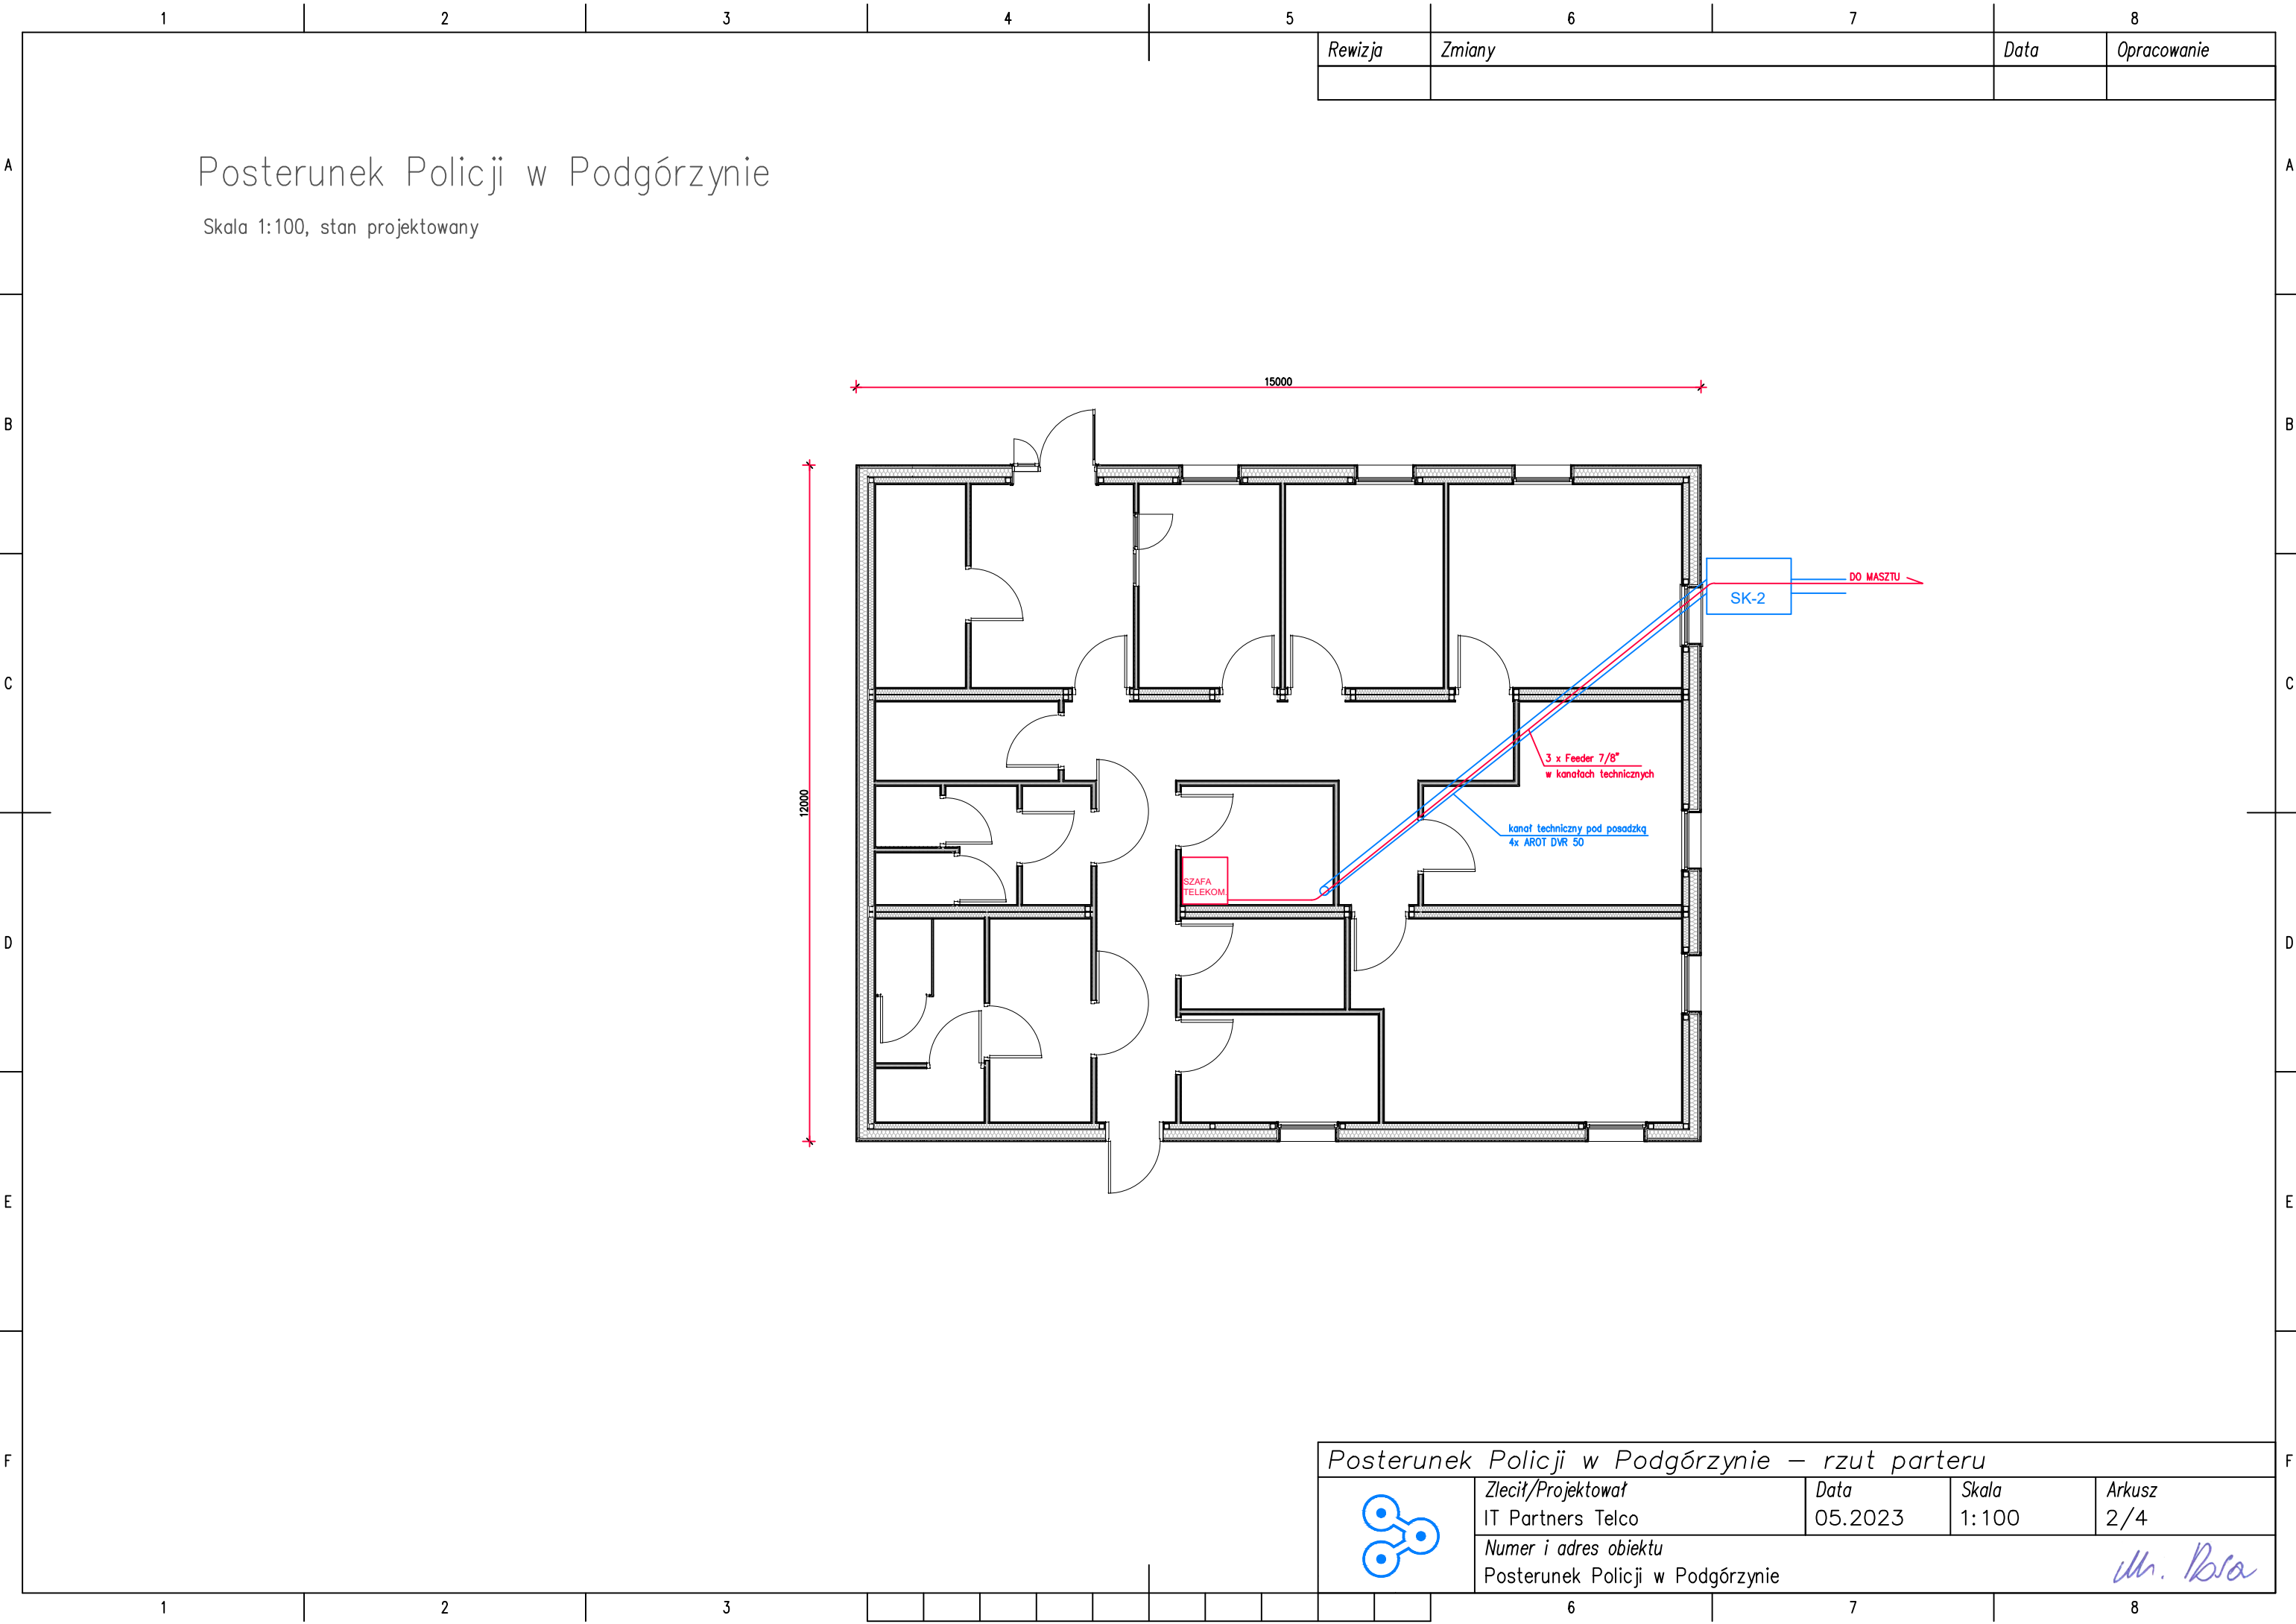 1 2 3 4 5 6 7 8
Rewizja Zmiany Data Opracowanie
A A
Posterunek Policji w Podgórzynie
Skala 1:100, stan projektowany
15000
B B
DO MASZTU
SK-2
C C
3 x Feeder 7/8"
w kanałach technicznych
12000
kanał techniczny pod posadzką
4x AROT DVR 50
SZAFA
TELEKOM.
D D
E E
F F
Posterunek Policji w Podgórzynie – rzut parteru
Zlecił/Projektował Data Skala Arkusz
IT Partners Telco 05.2023 1:100 2/4
Numer i adres obiektu
Posterunek Policji w Podgórzynie
1 2 3 6 7 8